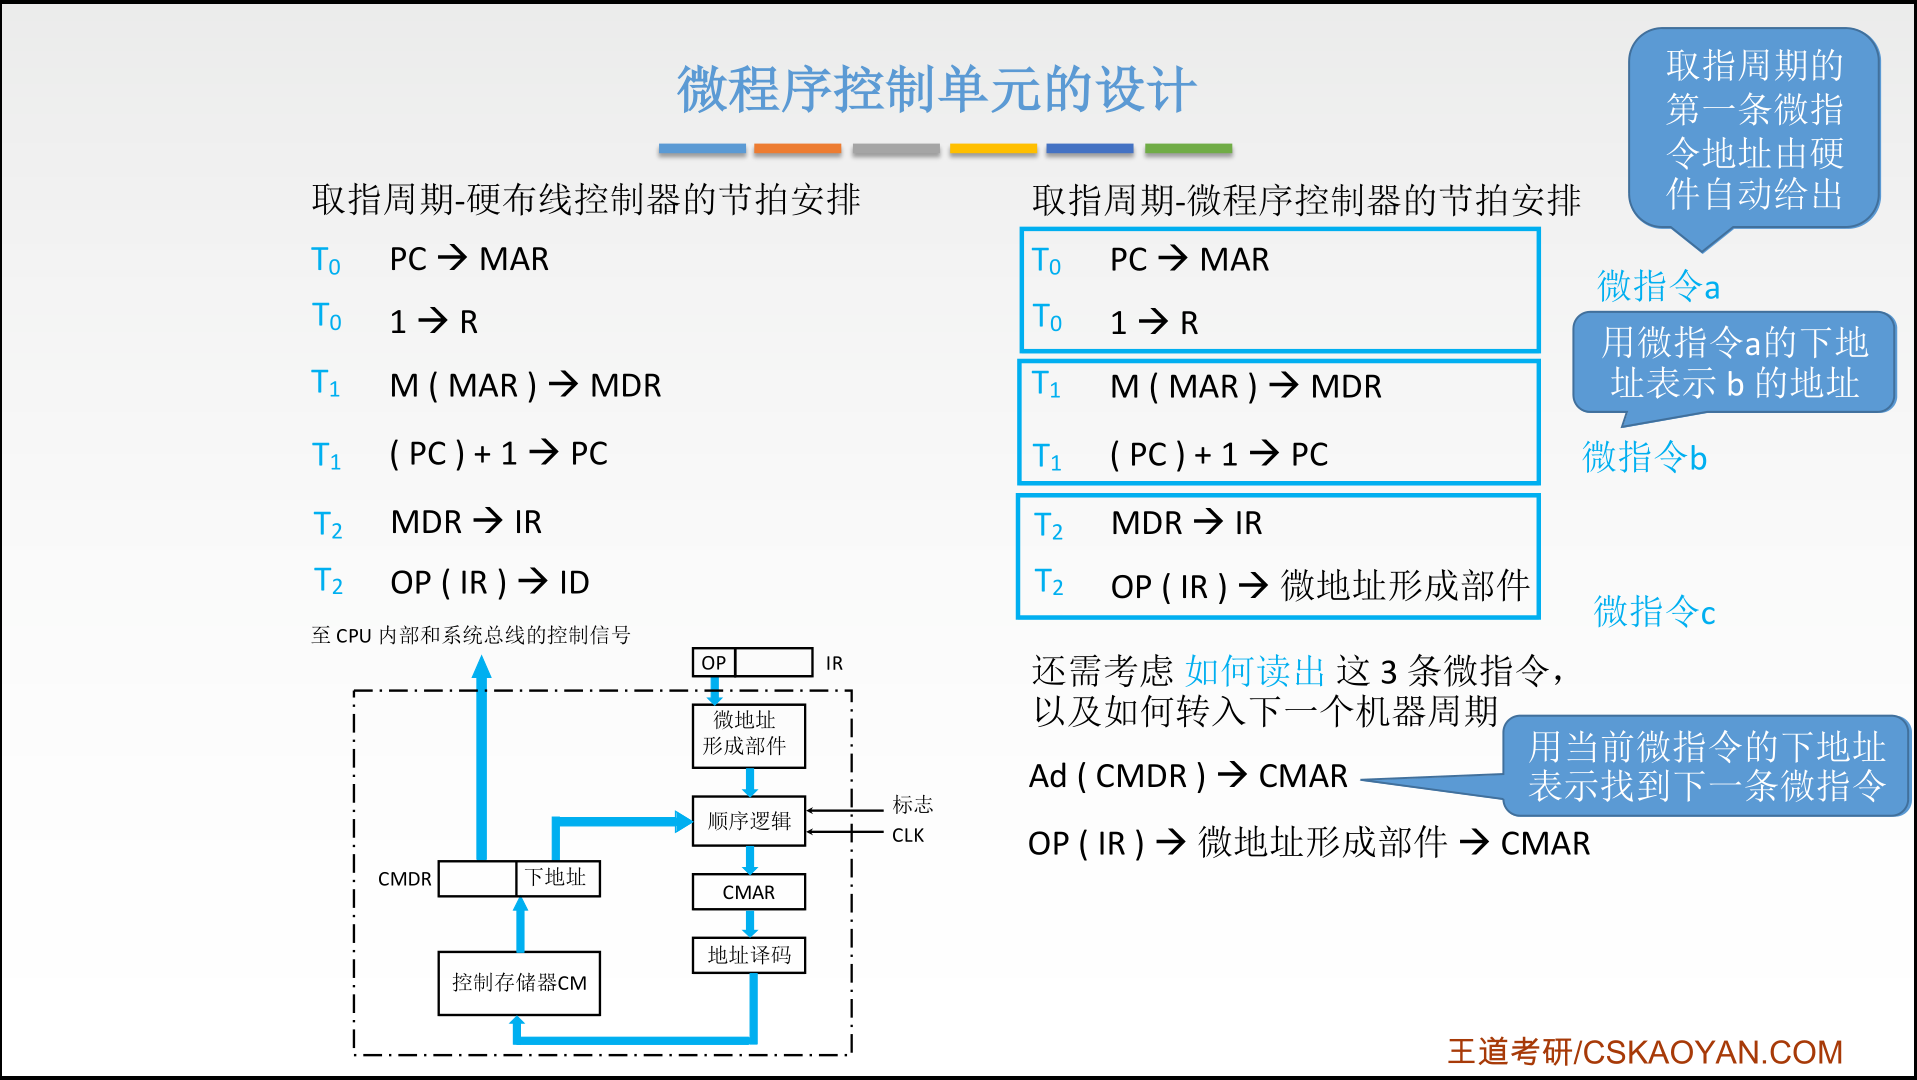 微程序控制单元的设计
取指周期的
第一条微指
令地址由硬
件自动给出
取指周期-硬布线控制器的节拍安排
T0 PC → MAR
T0 1 → R
T1 M ( MAR ) → MDR
T1 ( PC ) + 1 → PC
T2 MDR → IR
T2 OP ( IR ) → ID
取指周期-微程序控制器的节拍安排
T0 PC → MAR
T0 1 → R
微指令a
用微指令a的下地
址表示 b 的地址
T1 M ( MAR ) → MDR
T1 ( PC ) + 1 → PC
微指令b
T2 MDR → IR
T2 OP ( IR ) → 微地址形成部件
微指令c
还需考虑 如何读出 这 3 条微指令，
以及如何转入下一个机器周期
Ad ( CMDR ) → CMAR
用当前微指令的下地址
表示找到下一条微指令
OP ( IR ) → 微地址形成部件 → CMAR
至 CPU 内部和系统总线的控制信号
OP IR
微地址
形成部件
顺序逻辑
标志
CLK
CMDR 下地址
CMAR
地址译码
控制存储器CM
王道考研/CSKAOYAN.COM